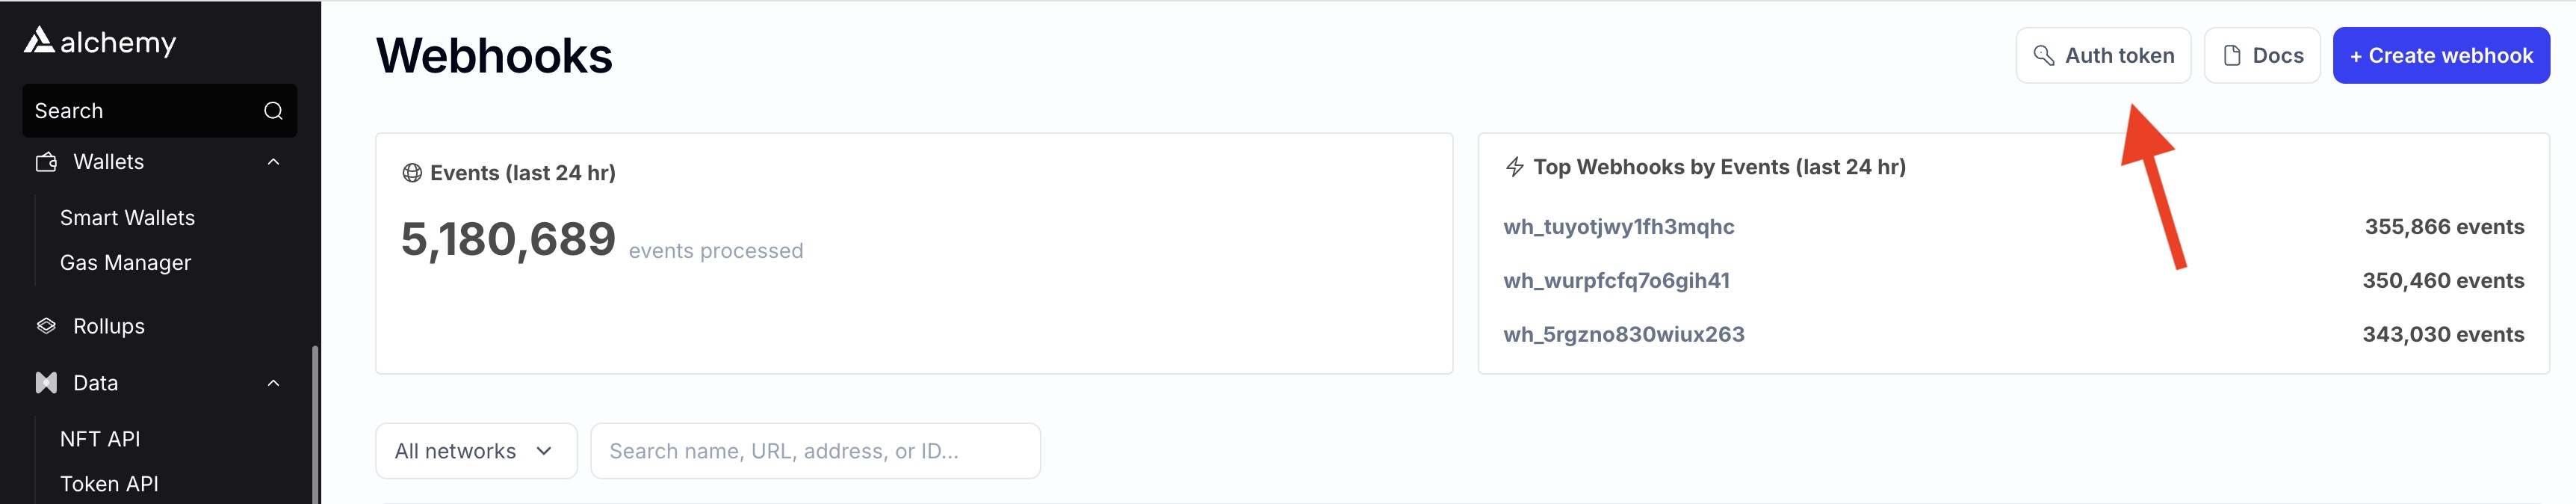 alchemy
Search
Wallets
Smart Wallets
Gas Manager
Rollups
Data
NFT API
Token API
Webhooks
Auth token
Docs
+ Create webhook
Events (last 24 hr)
5,180,689 events processed
Top Webhooks by Events (last 24 hr)
wh_tuyotjwy1fh3mqhc 355,866 events
wh_wurpfcfq7o6gih41 350,460 events
wh_5rgzno830wiux263 343,030 events
All networks
Search name, URL, address, or ID...